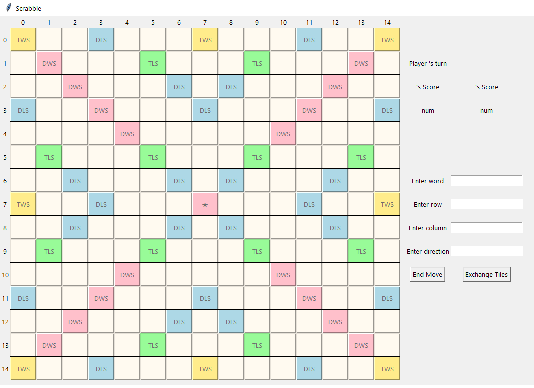 Scrabble
0 1 2 3 4 5 6 7 8 9 10 11 12 13 14
0 TWS DLS TWS DLS TWS
1 DWS TLS TLS DWS Player 's turn
2 DWS DLS DLS DWS 's Score 's Score
3 DLS DWS DLS DWS DLS num num
4 DWS DWS
5 TLS TLS TLS TLS
6 DLS DLS DLS DLS Enter word
7 TWS DLS * DLS TWS Enter row
8 DLS DLS DLS DLS Enter column
9 TLS TLS TLS TLS Enter direction
10 DWS DWS End Move Exchange Tiles
11 DLS DWS DLS DWS DLS
12 DWS DLS DLS DWS
13 DWS TLS TLS DWS
14 TWS DLS TWS DLS TWS